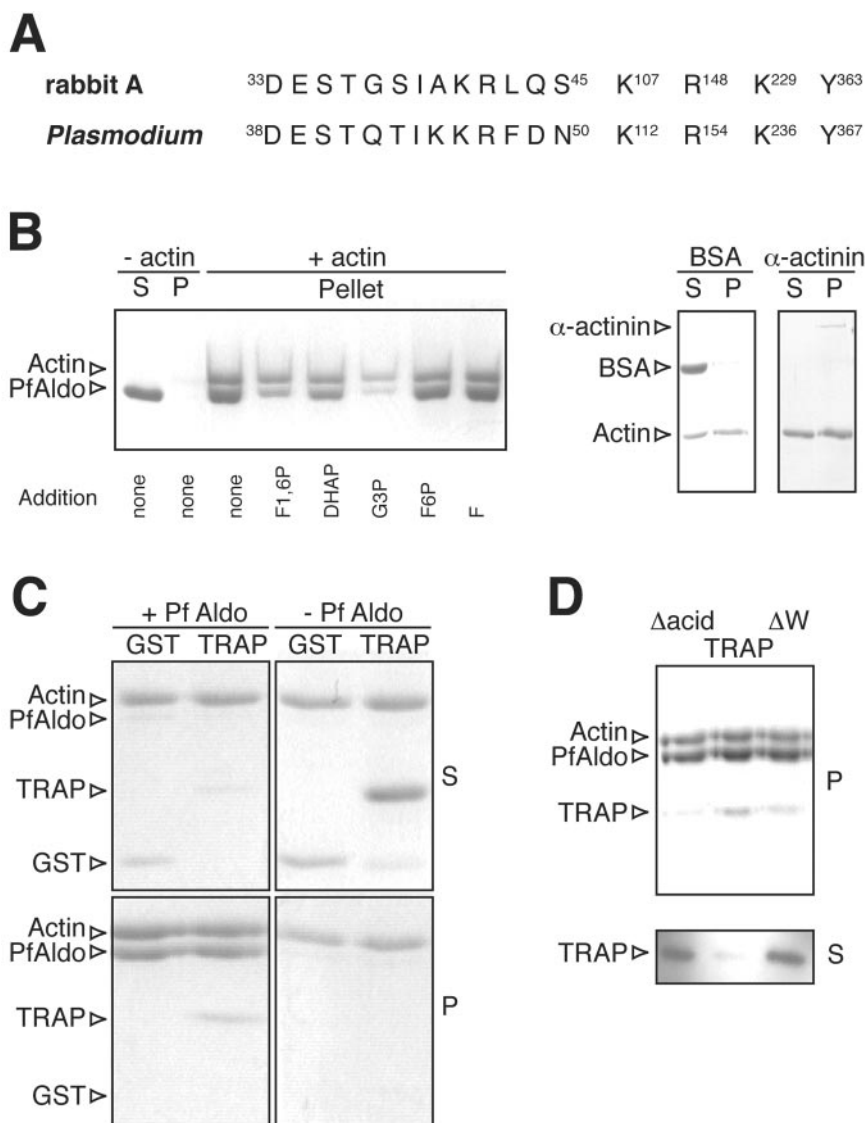 A
rabbit A ³³D E S T G S I A K R L Q S⁴⁵ K¹⁰⁷ R¹⁴⁸ K²²⁹ Y³⁶³
Plasmodium ³⁸D E S T Q T I K K R F D N⁵⁰ K¹¹² R¹⁵⁴ K²³⁶ Y³⁶⁷
B
- actin + actin
S P Pellet
Actin
PfAldo
Addition none none none F1,6P DHAP G3P F6P F
BSA α-actinin
S P S P
α-actinin
BSA
Actin
C
+ Pf Aldo - Pf Aldo
GST TRAP GST TRAP
Actin
PfAldo
TRAP S
GST
Actin
PfAldo
TRAP P
GST
D
Δacid ΔW
TRAP
Actin
PfAldo P
TRAP
TRAP S